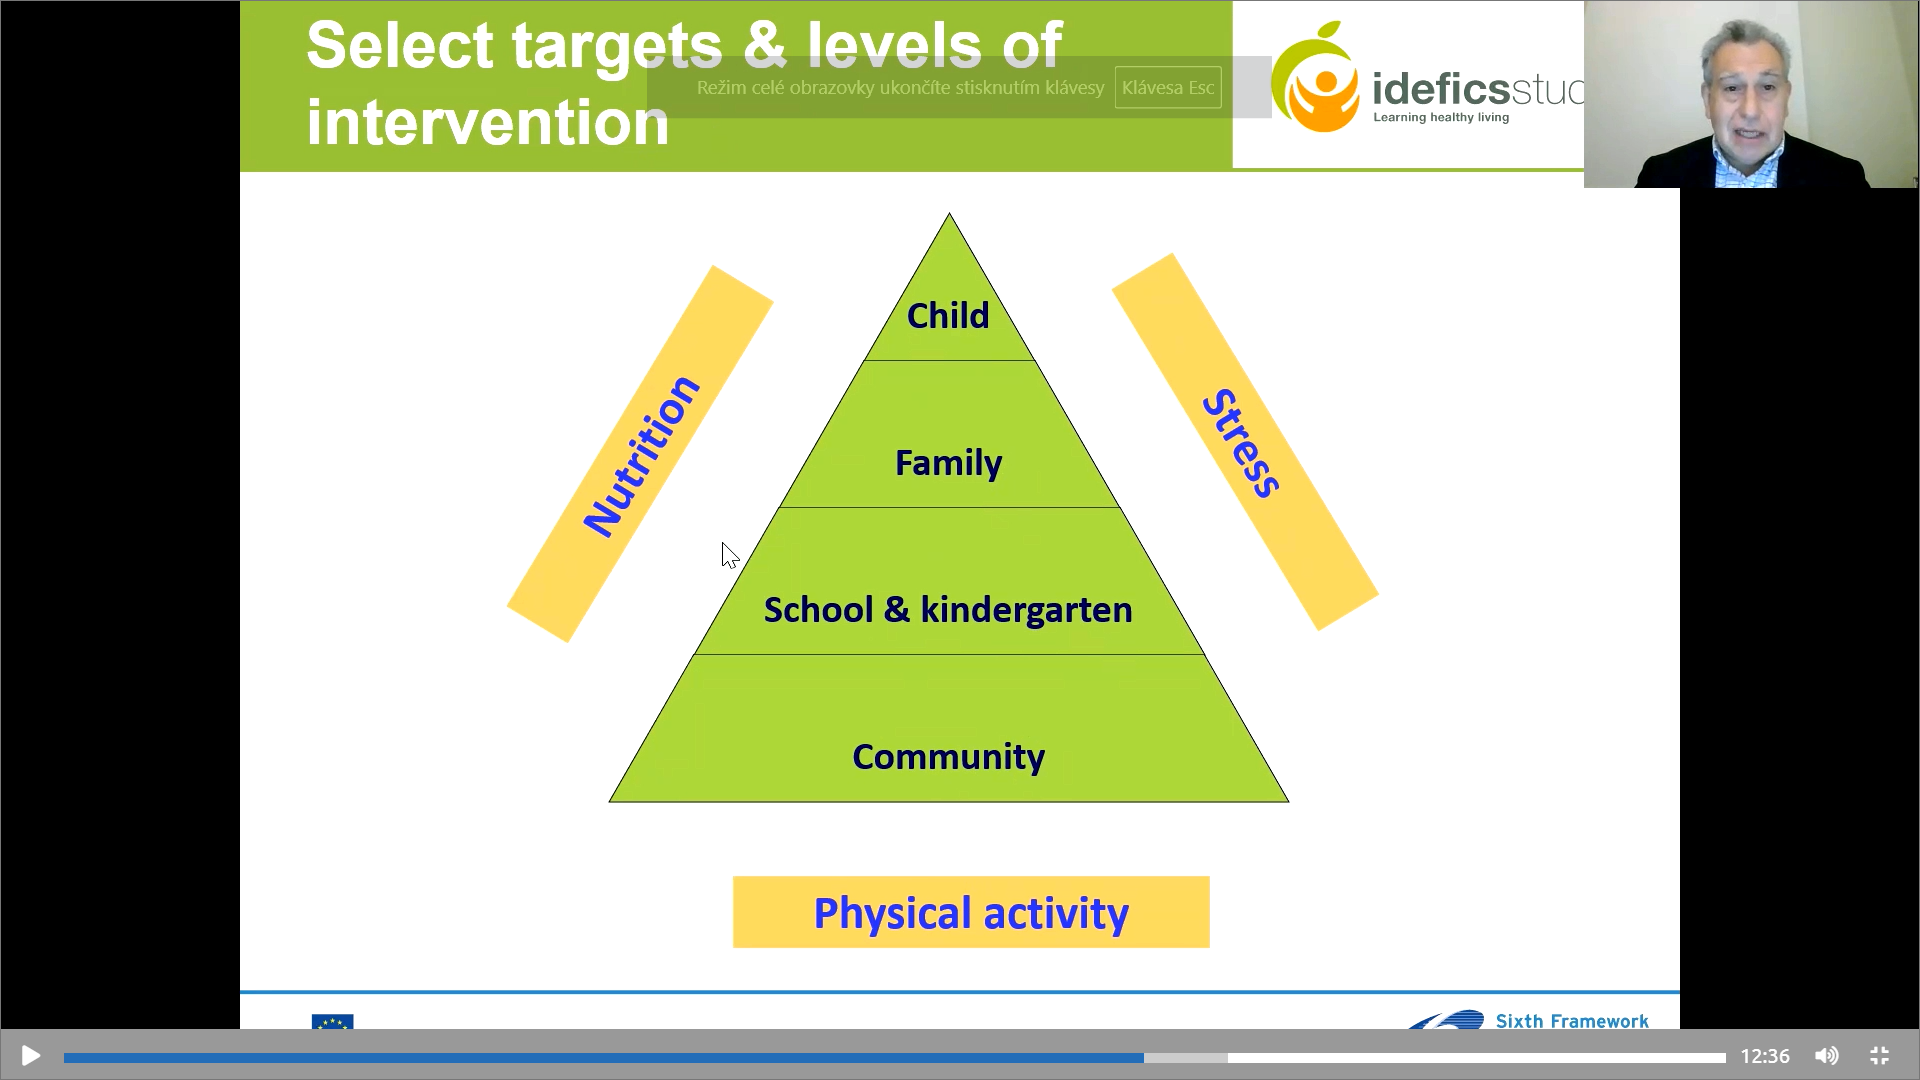 Select targets & levels of
intervention
Režim celé obrazovky ukončíte stisknutím klávesy Klávesa Esc
ideficsstud
Learning healthy living
Child
Family
School & kindergarten
Community
Nutrition
Stress
Physical activity
Sixth Framework
12:36